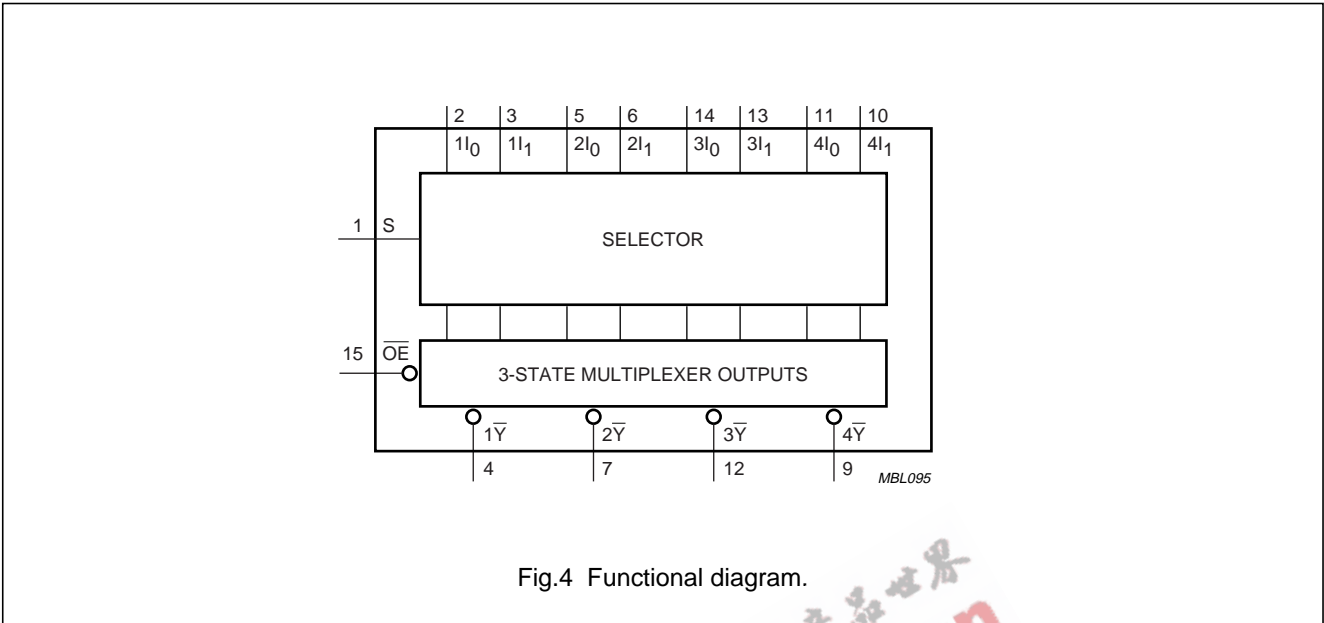 2 3 5 6 14 13 11 10
1I₀ 1I₁ 2I₀ 2I₁ 3I₀ 3I₁ 4I₀ 4I₁
1 S
SELECTOR
15 O̅E̅
3-STATE MULTIPLEXER OUTPUTS
1Y̅ 2Y̅ 3Y̅ 4Y̅
4 7 12 9
MBL095
Fig.4 Functional diagram.